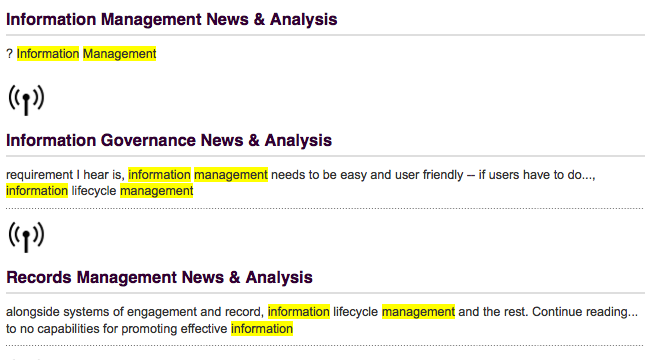 Information Management News & Analysis
? Information Management
Information Governance News & Analysis
requirement I hear is, information management needs to be easy and user friendly -- if users have to do...,
information lifecycle management
Records Management News & Analysis
alongside systems of engagement and record, information lifecycle management and the rest. Continue reading...
to no capabilities for promoting effective information